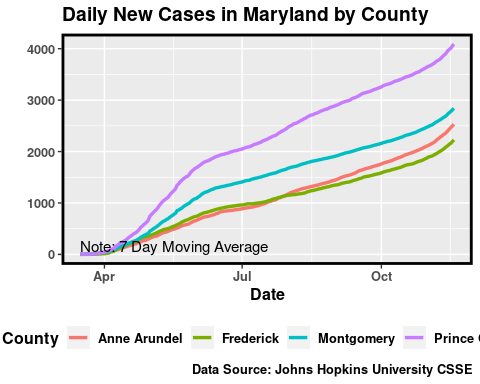 Daily New Cases in Maryland by County
4000
3000
2000
1000
0
Note: 7 Day Moving Average
Apr Jul Oct
Date
County Anne Arundel Frederick Montgomery Prince
Data Source: Johns Hopkins University CSSE